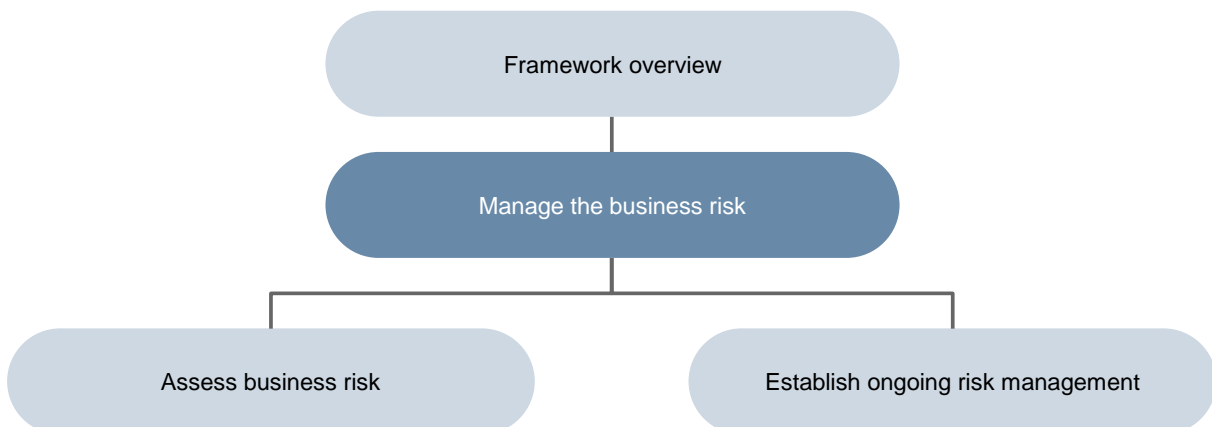 Framework overview
Manage the business risk
Assess business risk
Establish ongoing risk management